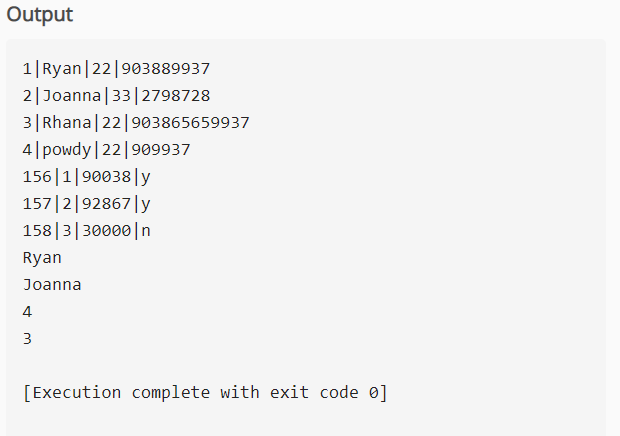 Output
1|Ryan|22|903889937
2|Joanna|33|2798728
3|Rhana|22|903865659937
4|powdy|22|909937
156|1|90038|y
157|2|92867|y
158|3|30000|n
Ryan
Joanna
4
3
[Execution complete with exit code 0]